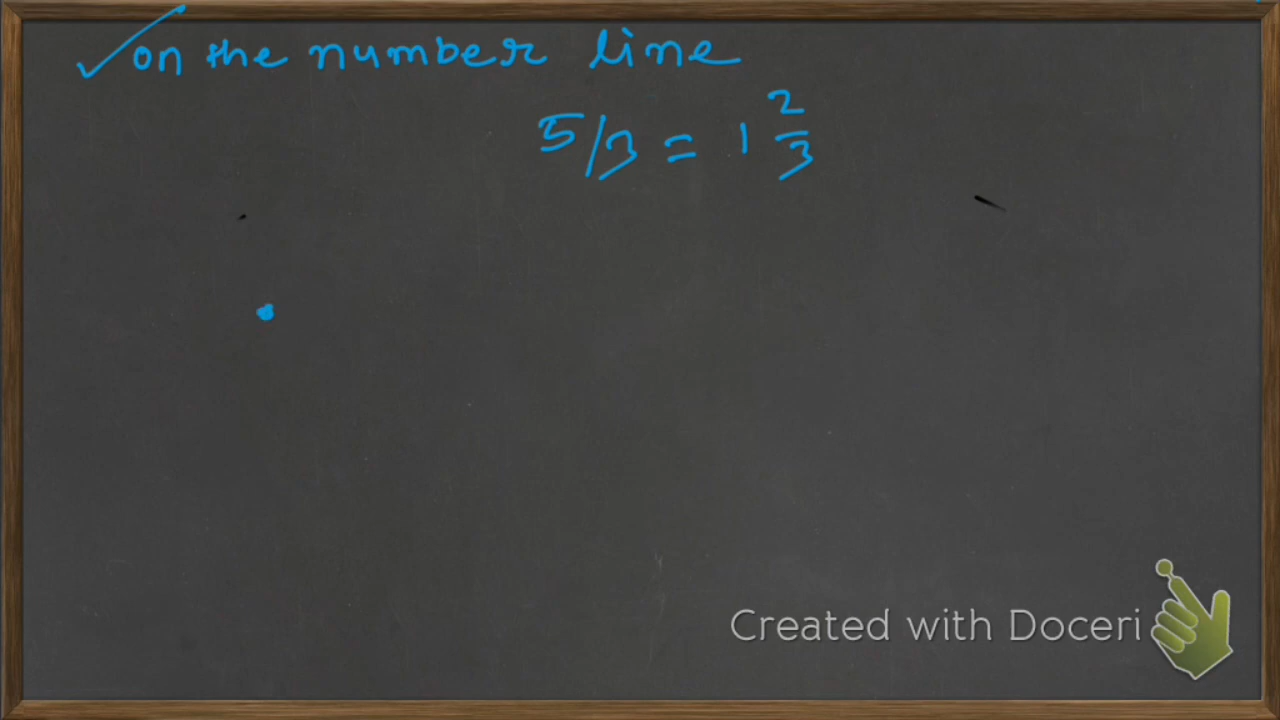 on the number line
5/3 = 1 2/3
Created with Doceri